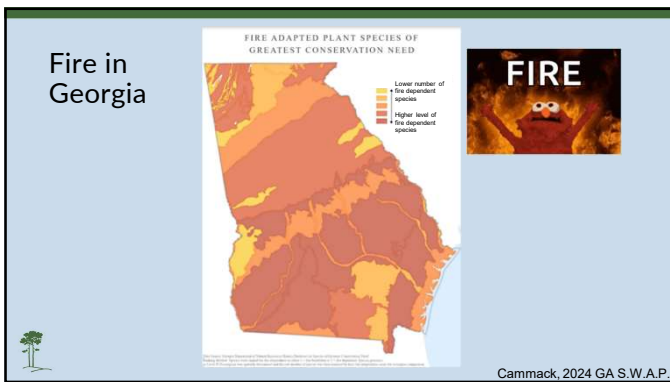 Fire in
Georgia
FIRE ADAPTED PLANT SPECIES OF
GREATEST CONSERVATION NEED
Lower number of
fire dependent
species
Higher level of
fire dependent
species
FIRE
Cammack, 2024 GA S.W.A.P.